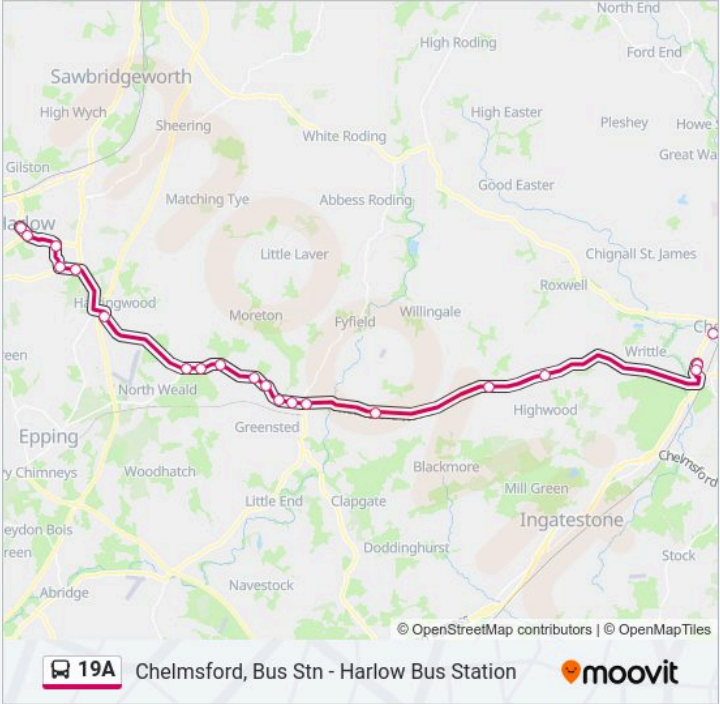 North End
High Roding
Ford End
Sawbridgeworth
High Wych
High Easter
Pleshey
Howe
Sheering
White Roding
Great Wa
Gilston
Good Easter
Matching Tye
Abbess Roding
arlow
Little Laver
Chignall St. James
Roxwell
Moreton
Fyfield
Willingale
Ch
Writtle
North Weald
Highwood
Greensted
Epping
Blackmore
Chelmsford
y Chimneys
Woodhatch
Mill Green
Little End
Clapgate
Ingatestone
eydon Bois
reen
Doddinghurst
Stock
Navestock
Abridge
© OpenStreetMap contributors | © OpenMapTiles
19A Chelmsford, Bus Stn - Harlow Bus Station moovit